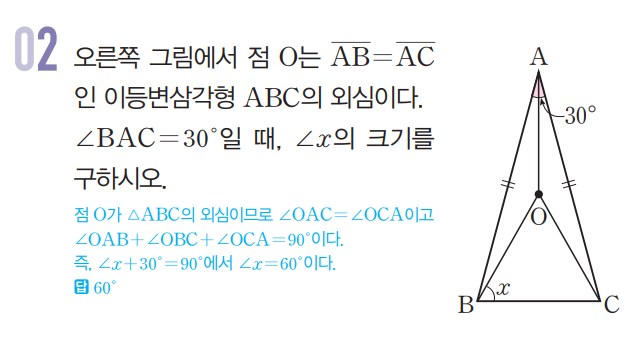 02
오른쪽 그림에서 점 O는 AB=AC
인 이등변삼각형 ABC의 외심이다.
∠BAC=30°일 때, ∠x의 크기를
구하시오.
점 O가 △ABC의 외심이므로 ∠OAC=∠OCA이고
∠OAB+∠OBC+∠OCA=90°이다.
즉, ∠x+30°=90°에서 ∠x=60°이다.
답 60°
A
30°
O
x
B
C